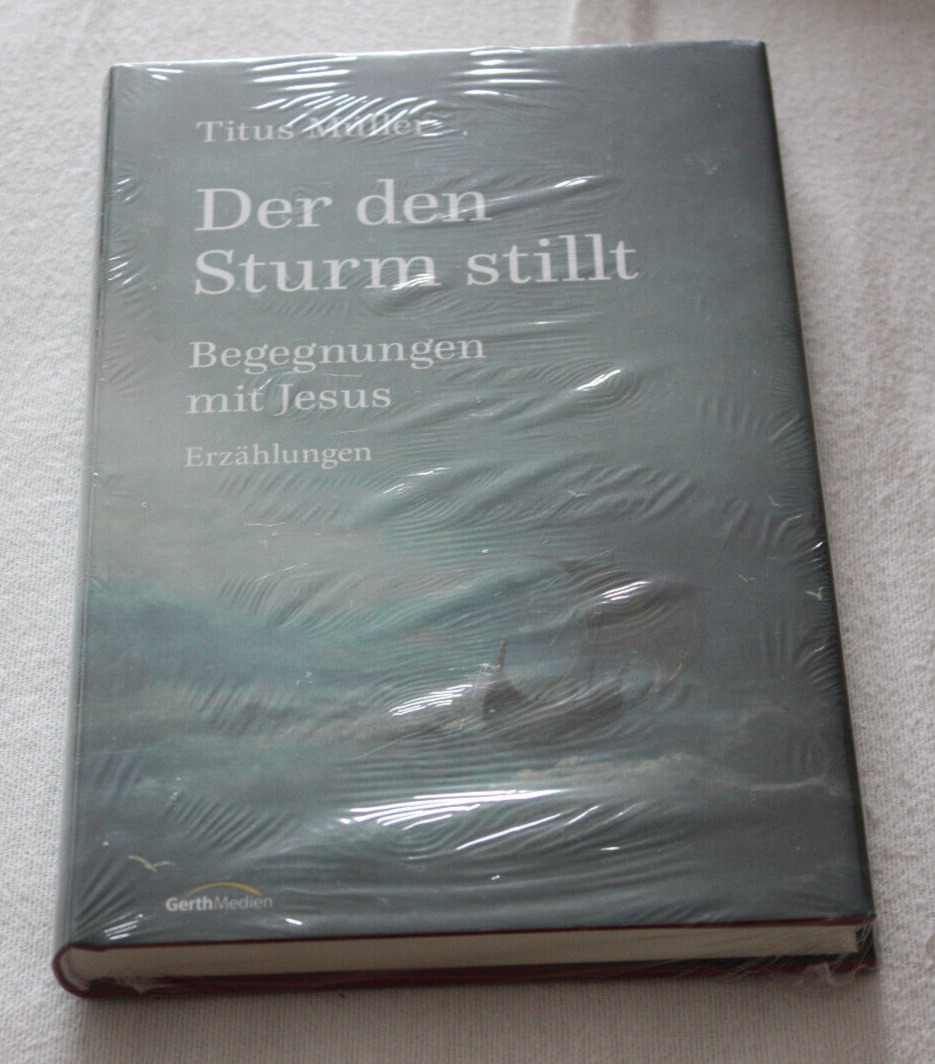 Titus Müller
Der den
Sturm stillt
Begegnungen
mit Jesus
Erzählungen
GerthMedien